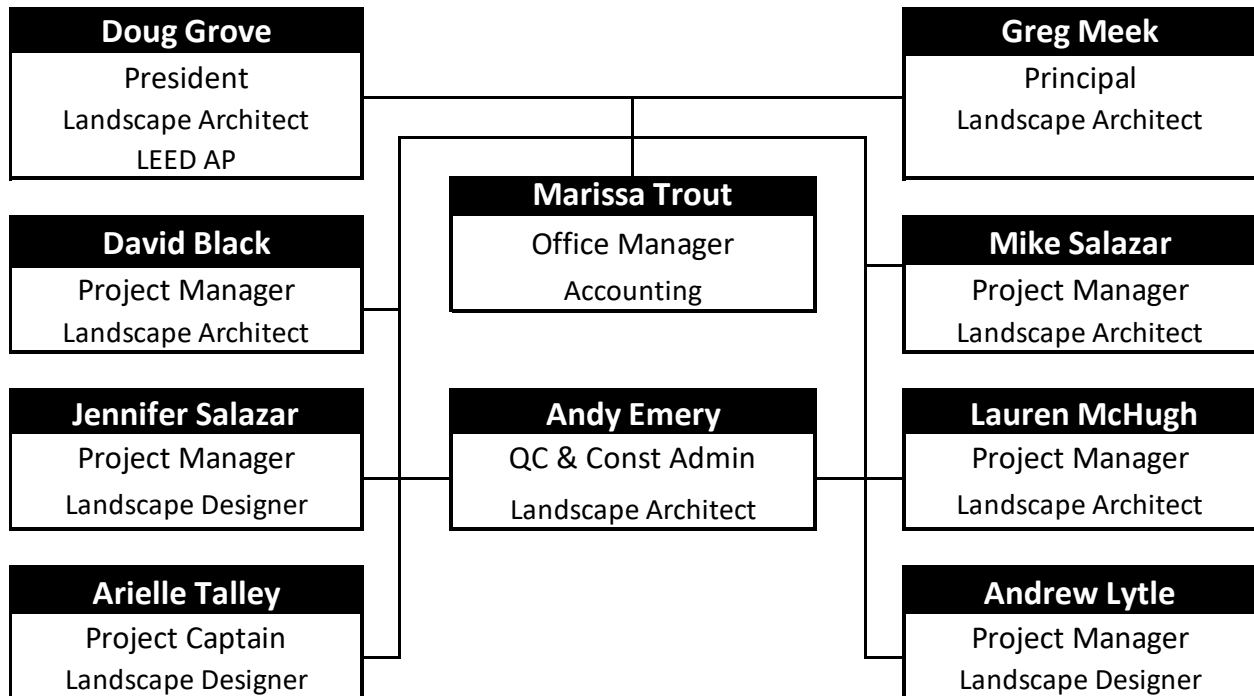 Doug Grove
President
Landscape Architect
LEED AP
Greg Meek
Principal
Landscape Architect
Marissa Trout
Office Manager
Accounting
David Black
Project Manager
Landscape Architect
Mike Salazar
Project Manager
Landscape Architect
Jennifer Salazar
Project Manager
Landscape Designer
Andy Emery
QC & Const Admin
Landscape Architect
Lauren McHugh
Project Manager
Landscape Architect
Arielle Talley
Project Captain
Landscape Designer
Andrew Lytle
Project Manager
Landscape Designer